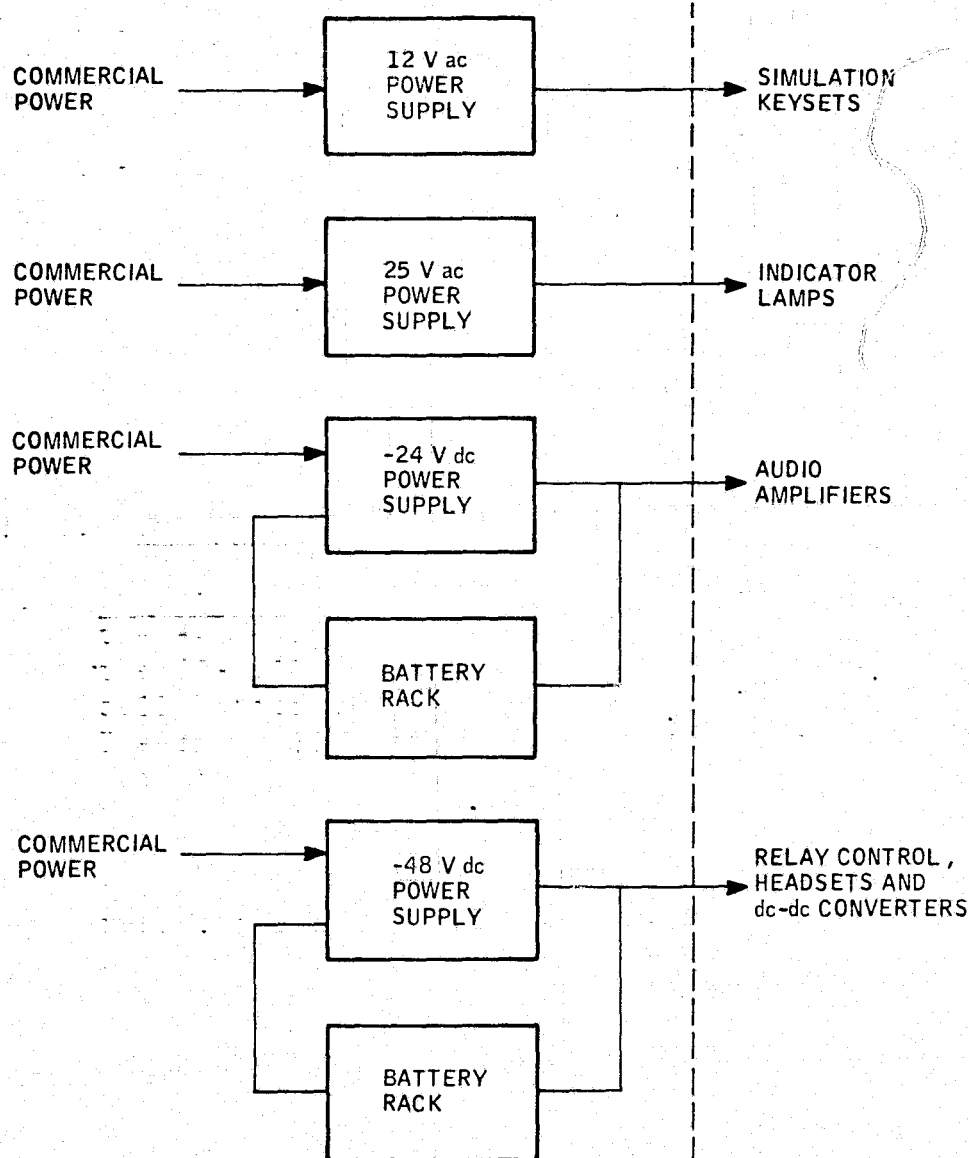 COMMERCIAL
POWER
12 V ac
POWER
SUPPLY
SIMULATION
KEYSETS
COMMERCIAL
POWER
25 V ac
POWER
SUPPLY
INDICATOR
LAMPS
COMMERCIAL
POWER
-24 V dc
POWER
SUPPLY
AUDIO
AMPLIFIERS
BATTERY
RACK
COMMERCIAL
POWER
-48 V dc
POWER
SUPPLY
RELAY CONTROL,
HEADSETS AND
dc-dc CONVERTERS
BATTERY
RACK